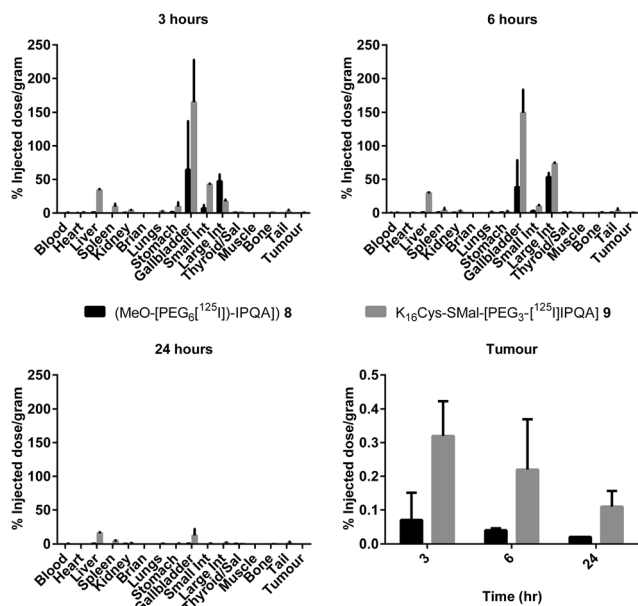 3 hours
% Injected dose/gram
250
200
150
100
50
0
Blood
Heart
Liver
Spleen
Kidney
Brian
Lungs
Stomach
Gallbladder
Small Int
Large Int
Thyroid/Sal
Muscle
Bone
Tail
Tumour
6 hours
% Injected dose/gram
250
200
150
100
50
0
Blood
Heart
Liver
Spleen
Kidney
Brian
Lungs
Stomach
Gallbladder
Small Int
Large Int
Thyroid/Sal
Muscle
Bone
Tail
Tumour
(MeO-[PEG₆[¹²⁵I])-IPQA]) 8
K₁₆Cys-SMal-[PEG₃-[¹²⁵I]IPQA] 9
24 hours
% Injected dose/gram
250
200
150
100
50
0
Blood
Heart
Liver
Spleen
Kidney
Brian
Lungs
Stomach
Gallbladder
Small Int
Large Int
Thyroid/Sal
Muscle
Bone
Tail
Tumour
Tumour
% Injected dose/gram
0.5
0.4
0.3
0.2
0.1
0.0
3
6
24
Time (hr)